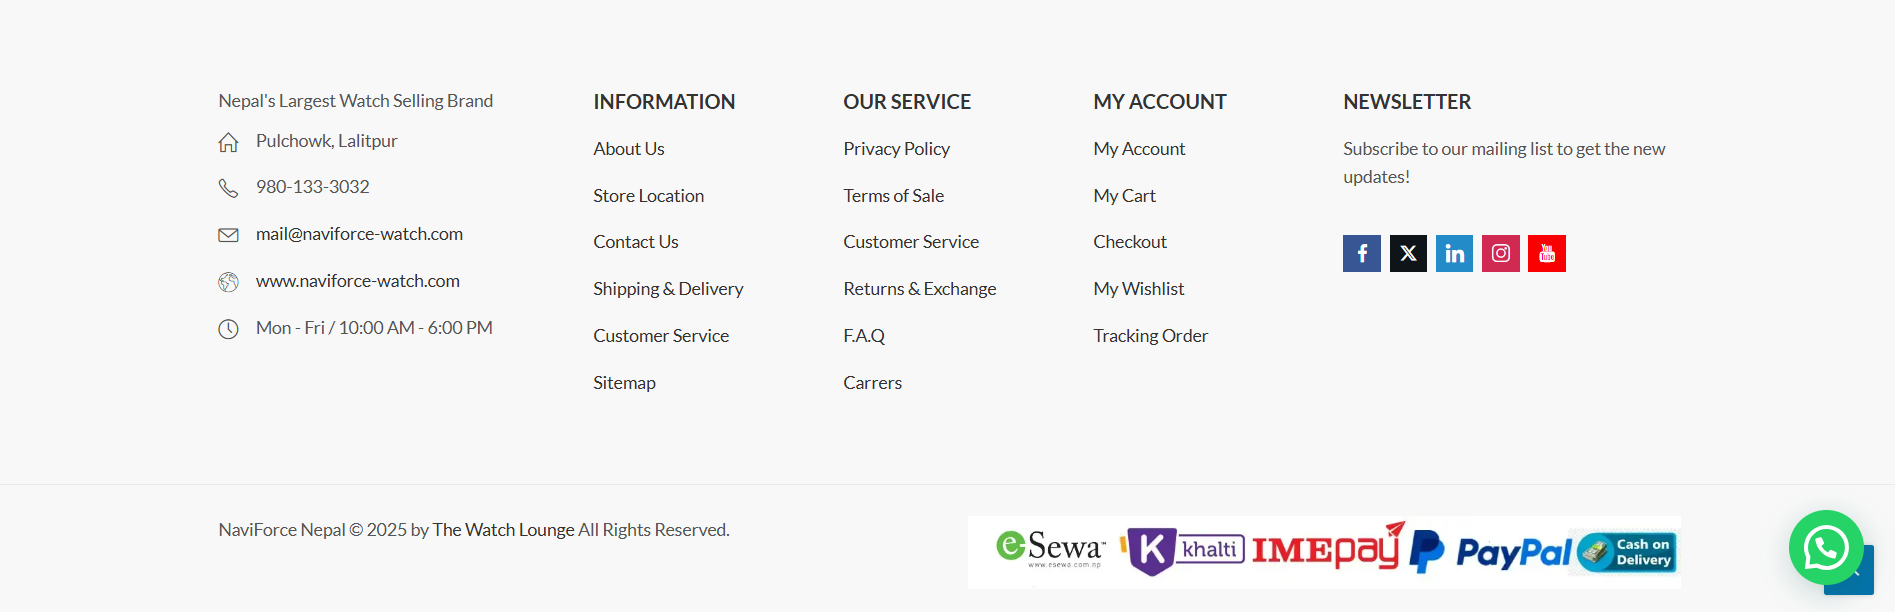 Nepal's Largest Watch Selling Brand
Pulchowk, Lalitpur
980-133-3032
mail@naviforce-watch.com
www.naviforce-watch.com
Mon - Fri / 10:00 AM - 6:00 PM
INFORMATION
About Us
Store Location
Contact Us
Shipping & Delivery
Customer Service
Sitemap
OUR SERVICE
Privacy Policy
Terms of Sale
Customer Service
Returns & Exchange
F.A.Q
Carrers
MY ACCOUNT
My Account
My Cart
Checkout
My Wishlist
Tracking Order
NEWSLETTER
Subscribe to our mailing list to get the new
updates!
f X in You Tube
NaviForce Nepal © 2025 by The Watch Lounge All Rights Reserved.
e-Sewa™
www.esewa.com.np
K khalti
IMEpay
P PayPal
Cash on
Delivery